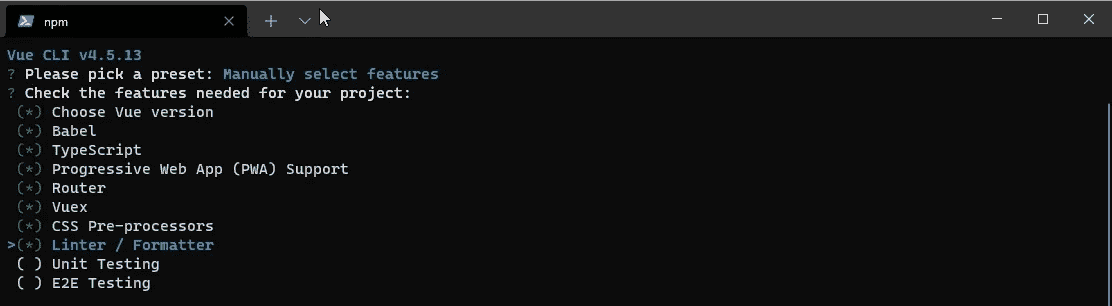 npm
Vue CLI v4.5.13
? Please pick a preset: Manually select features
? Check the features needed for your project:
(*) Choose Vue version
(*) Babel
(*) TypeScript
(*) Progressive Web App (PWA) Support
(*) Router
(*) Vuex
(*) CSS Pre-processors
>(*) Linter / Formatter
( ) Unit Testing
( ) E2E Testing